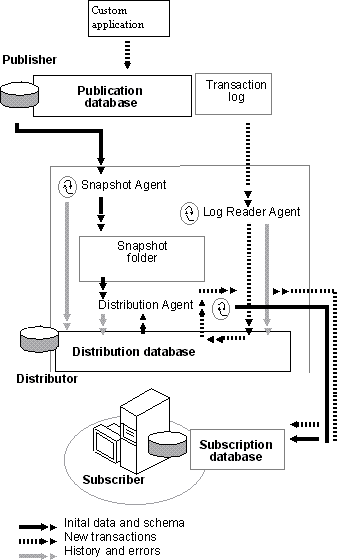 Custom
application
Publisher
Publication
database
Transaction
log
Snapshot Agent
Log Reader Agent
Snapshot
folder
Distribution Agent
Distribution database
Distributor
Subscription
database
Subscriber
Inital data and schema
New transactions
History and errors